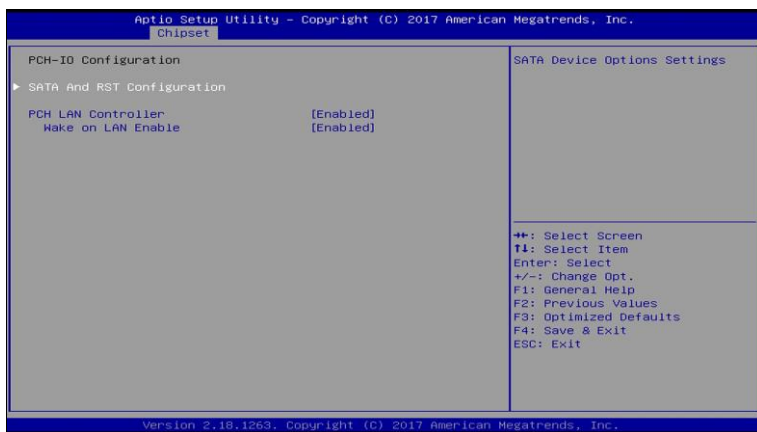 Aptio Setup Utility – Copyright (C) 2017 American Megatrends, Inc.
Chipset
PCH-IO Configuration
SATA And RST Configuration
PCH LAN Controller [Enabled]
Wake on LAN Enable [Enabled]
SATA Device Options Settings
→←: Select Screen
↑↓: Select Item
Enter: Select
+/-: Change Opt.
F1: General Help
F2: Previous Values
F3: Optimized Defaults
F4: Save & Exit
ESC: Exit
Version 2.18.1263. Copyright (C) 2017 American Megatrends, Inc.